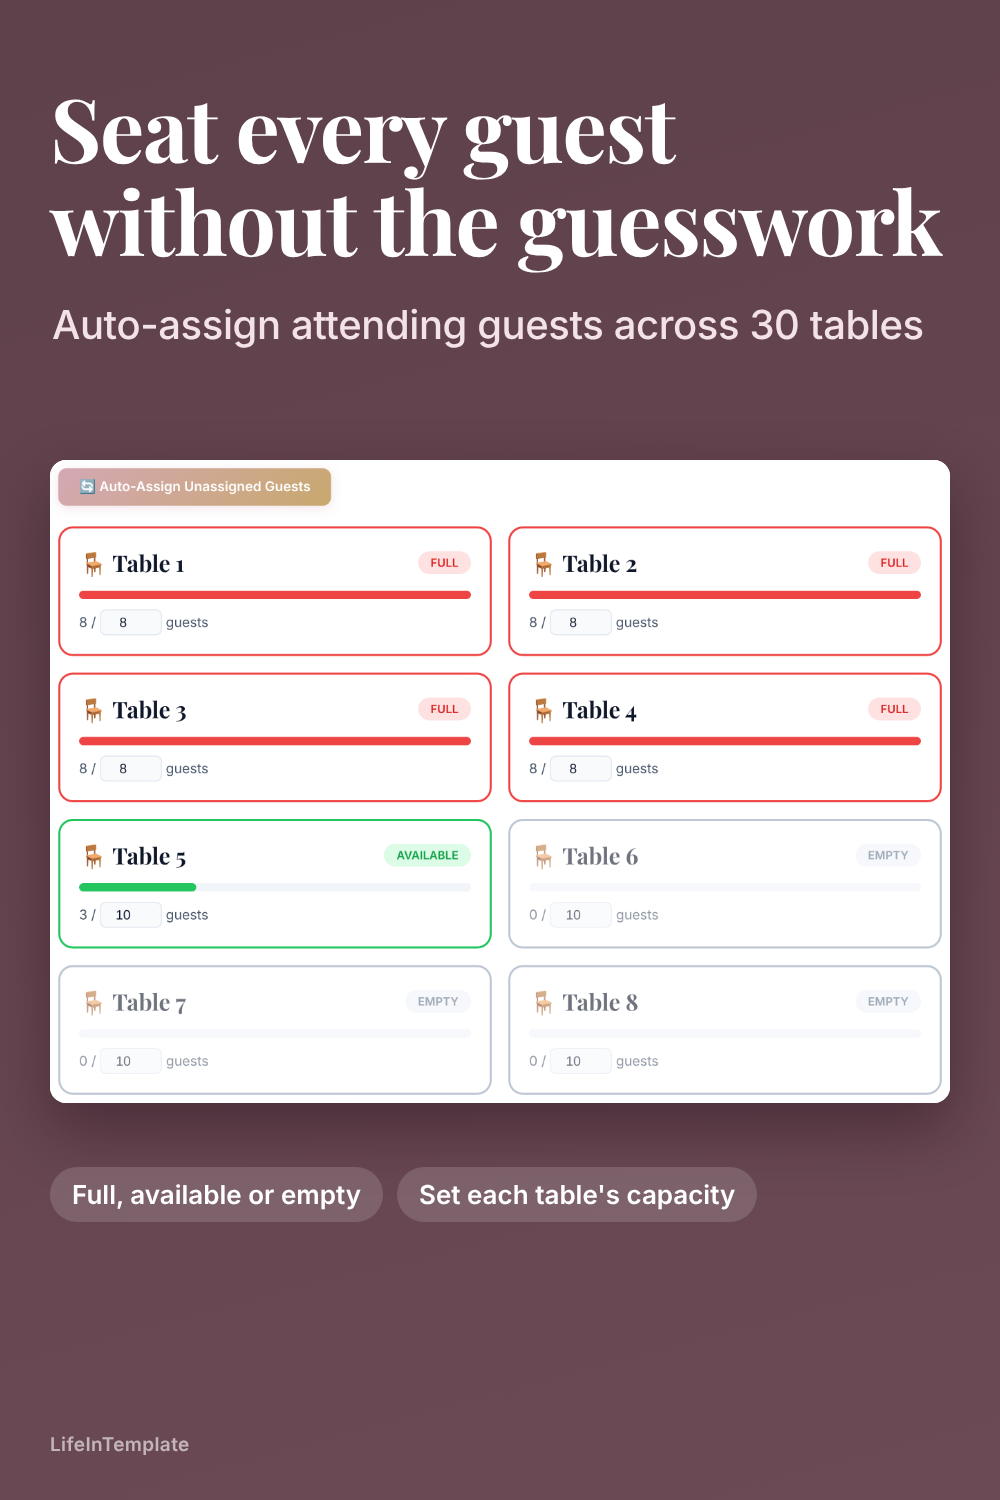 Seat every guest
without the guesswork
Auto-assign attending guests across 30 tables
Auto-Assign Unassigned Guests
Table 1
FULL
8 / 8 guests
Table 2
FULL
8 / 8 guests
Table 3
FULL
8 / 8 guests
Table 4
FULL
8 / 8 guests
Table 5
AVAILABLE
3 / 10 guests
Table 6
EMPTY
0 / 10 guests
Table 7
EMPTY
0 / 10 guests
Table 8
EMPTY
0 / 10 guests
Full, available or empty
Set each table's capacity
LifeInTemplate